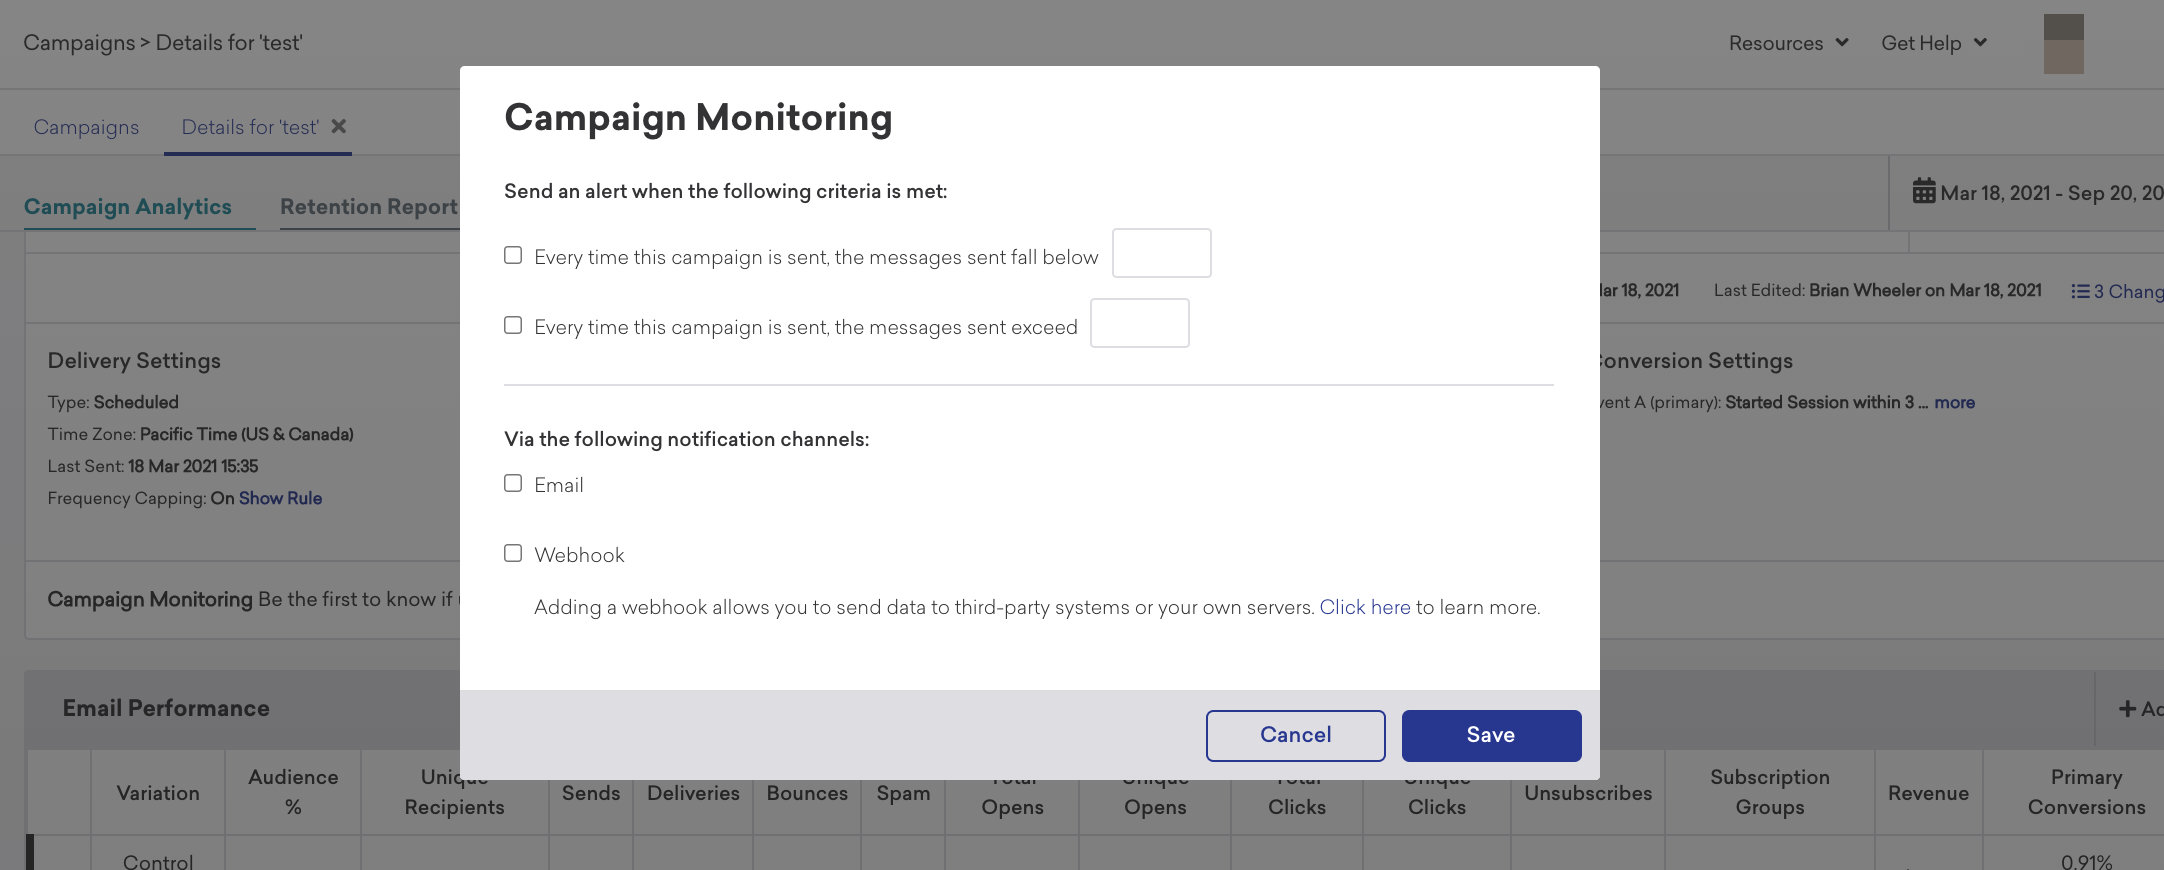 Campaigns > Details for 'test'
Resources
Get Help
Campaigns
Details for 'test'
Campaign Analytics
Retention Report
Mar 18, 2021 - Sep 20, 20
18, 2021
Last Edited: Brian Wheeler on Mar 18, 2021
3 Chang
Delivery Settings
Type: Scheduled
Time Zone: Pacific Time (US & Canada)
Last Sent: 18 Mar 2021 15:35
Frequency Capping: On Show Rule
Campaign Monitoring Be the first to know if
Campaign Monitoring
Send an alert when the following criteria is met:
Every time this campaign is sent, the messages sent fall below
Every time this campaign is sent, the messages sent exceed
Via the following notification channels:
Email
Webhook
Adding a webhook allows you to send data to third-party systems or your own servers. Click here to learn more.
Cancel
Save
Conversion Settings
vent A (primary): Started Session within 3 ... more
Email Performance
Variation
Audience
%
Unique
Recipients
Sends
Deliveries
Bounces
Spam
Total
Opens
Unique
Opens
Total
Clicks
Unique
Clicks
Unsubscribes
Subscription
Groups
Revenue
Primary
Conversions
Control
0.91%